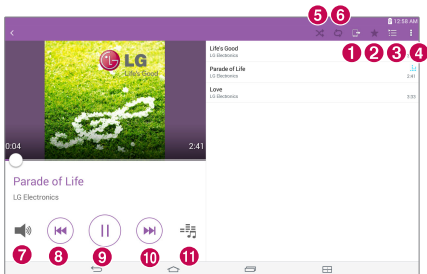 5 6
12:58 AM
1 2 3 4
LG
Life's Good
0:04
2:41
Life's Good
LG Electronics
Parade of Life
LG Electronics
3:41
Love
LG Electronics
3:03
Parade of Life
LG Electronics
7 8 9 10 11